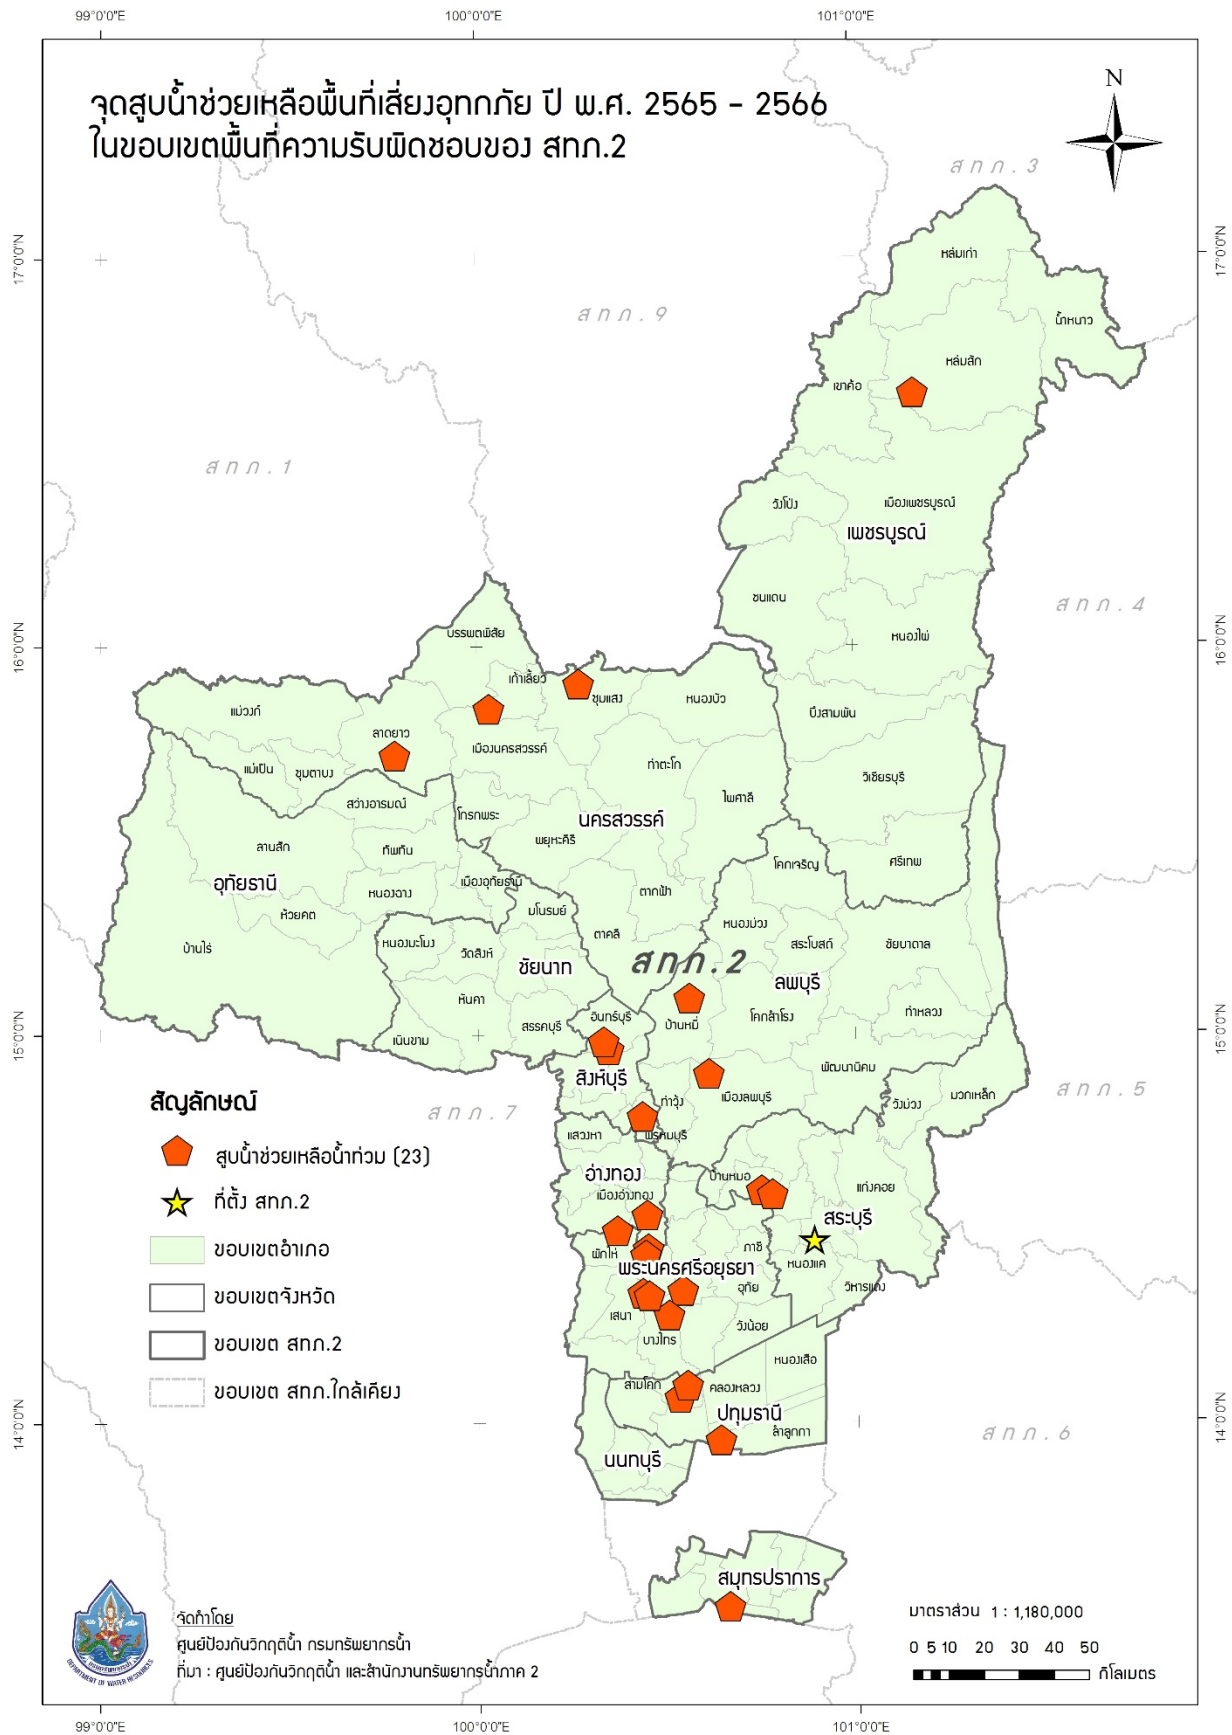 99°0'0"E
100°0'0"E
101°0'0"E
จุดสูบน้ำช่วยเหลือพื้นที่เสี่ยงอุทกภัย ปี พ.ศ. 2565 - 2566
ในขอบเขตพื้นที่ความรับผิดชอบของ สทภ.2
N
สทภ.3
17°0'0"N
17°0'0"N
หล่มเก่า
น้ำหนาว
สทภ.9
หล่มสัก
เขาค้อ
สทภ.1
วังโป่ง
เมืองเพชรบูรณ์
เพชรบูรณ์
ชนแดน
สทภ.4
หนองไผ่
บรรพตพิสัย
16°0'0"N
16°0'0"N
เก้าเลี้ยว
ชุมแสง
หนองบัว
แม่วงก์
บึงสามพัน
ลาดยาว
เมืองนครสวรรค์
ท่าตะโก
แม่เปิน
ชุมตาบง
วิเชียรบุรี
ไพศาลี
สว่างอารมณ์
โกรกพระ
นครสวรรค์
พยุหะคีรี
ลานสัก
ทัพทัน
โคกเจริญ
ศรีเทพ
อุทัยธานี
เมืองอุทัยธานี
หนองฉาง
ตากฟ้า
ห้วยคต
มโนรมย์
หนองม่วง
ตาคลี
บ้านไร่
หนองมะโมง
วัดสิงห์
สระโบสถ์
ชัยบาดาล
ชัยนาท
สทภ.2
ลพบุรี
หันคา
ท่าหลวง
15°0'0"N
15°0'0"N
อินทร์บุรี
สรรคบุรี
บ้านหมี่
โคกสำโรง
เนินขาม
พัฒนานิคม
สิงห์บุรี
สทภ.5
มวกเหล็ก
วังม่วง
เมืองลพบุรี
ท่าวุ้ง
สัญลักษณ์
สทภ.7
แสวงหา
พรหมบุรี
สูบน้ำช่วยเหลือน้ำท่วม (23)
อ่างทอง
บ้านหมอ
แก่งคอย
เมืองอ่างทอง
ที่ตั้ง สทภ.2
สระบุรี
ขอบเขตอำเภอ
ผักไห่
ภาชี
หนองแค
พระนครศรีอยุธยา
อุทัย
วิหารแดง
ขอบเขตจังหวัด
เสนา
วังน้อย
บางไทร
ขอบเขต สทภ.2
หนองเสือ
ขอบเขต สทภ.ใกล้เคียง
สามโคก
คลองหลวง
ปทุมธานี
14°0'0"N
14°0'0"N
ลำลูกกา
สทภ.6
นนทบุรี
สมุทรปราการ
จัดทำโดย
ศูนย์ป้องกันวิกฤติน้ำ กรมทรัพยากรน้ำ
ที่มา : ศูนย์ป้องกันวิกฤติน้ำ และสำนักงานทรัพยากรน้ำภาค 2
กรมทรัพยากรน้ำ
DEPARTMENT OF WATER RESOURCES
มาตราส่วน 1 : 1,180,000
0 5 10 20 30 40 50
กิโลเมตร
99°0'0"E
100°0'0"E
101°0'0"E